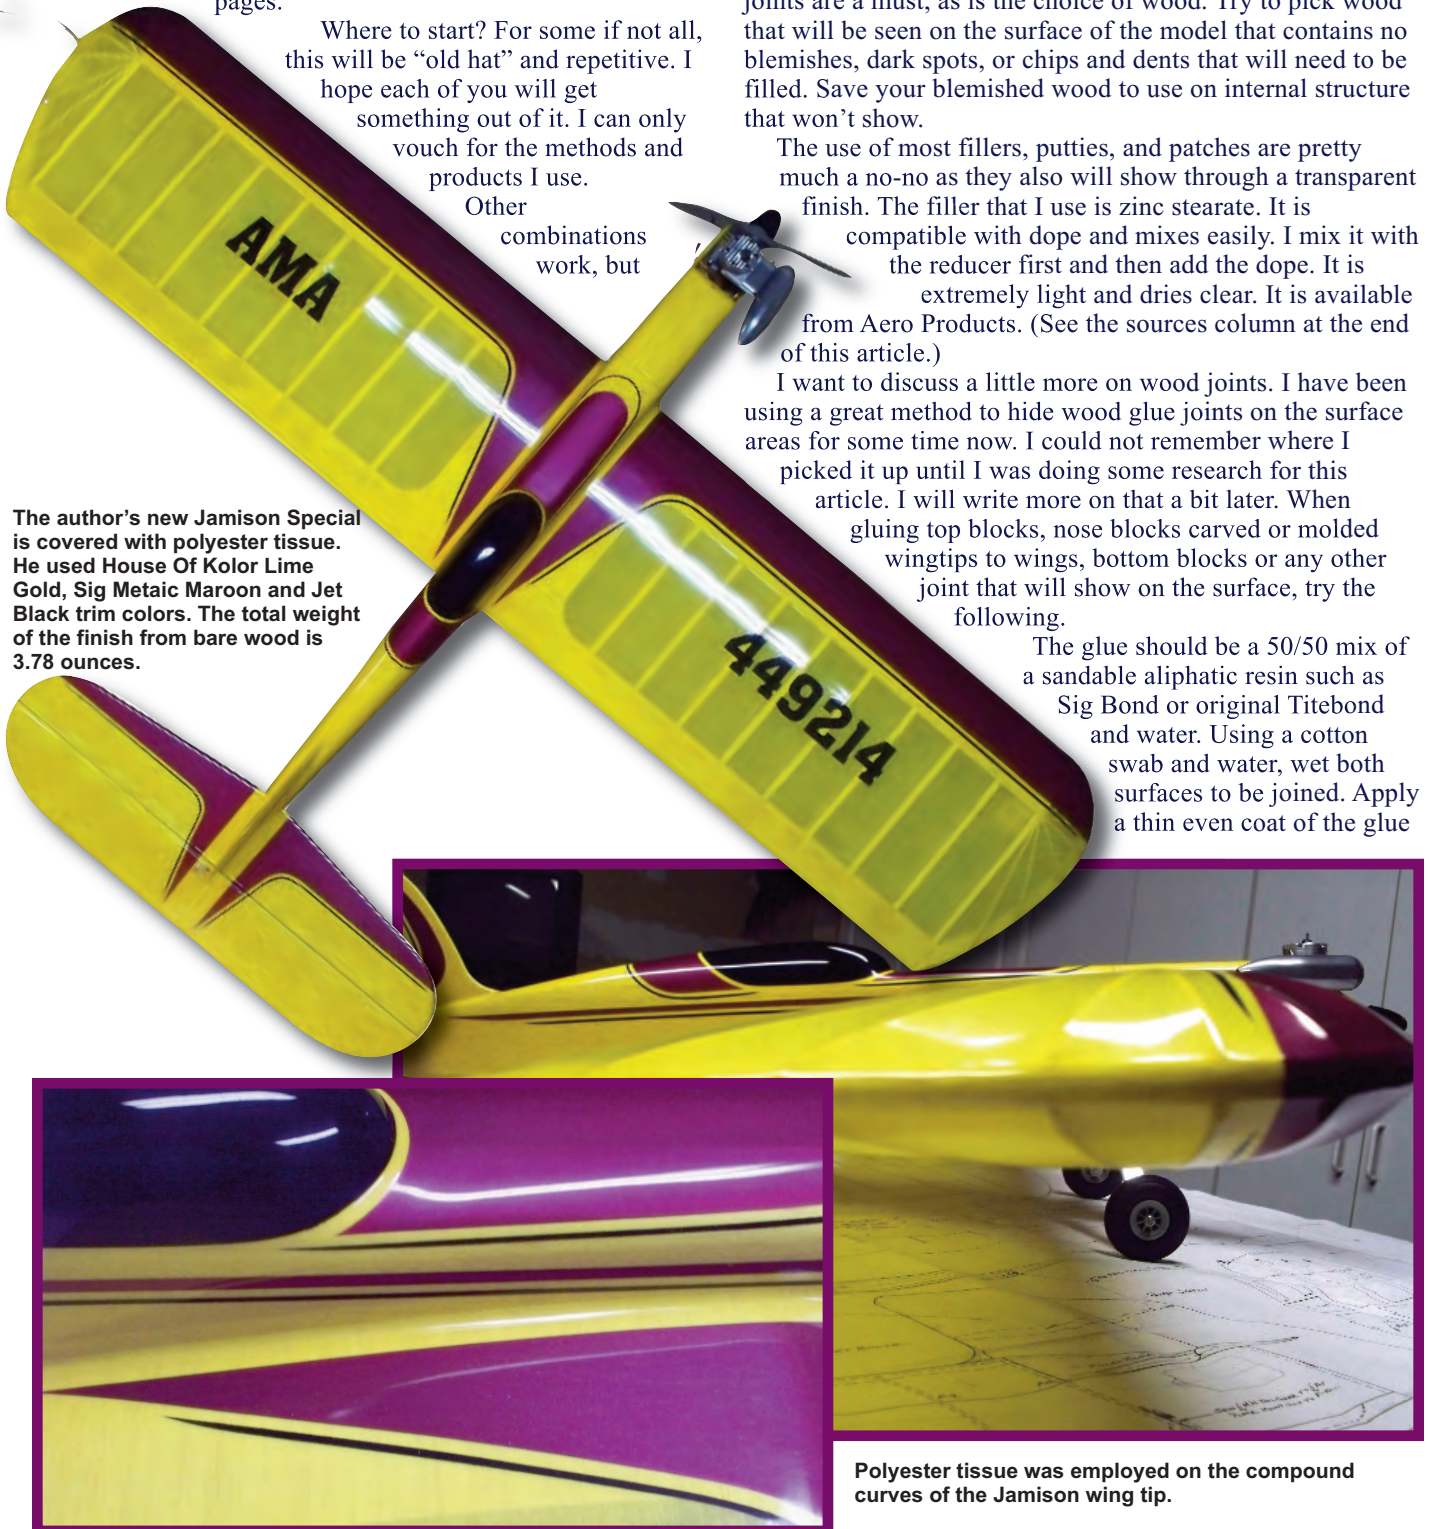 pages.
Where to start? For some if not all,
this will be “old hat” and repetitive. I
hope each of you will get
something out of it. I can only
vouch for the methods and
products I use.
Other
combinations
work, but
AMA
449214
The author’s new Jamison Special
is covered with polyester tissue.
He used House Of Kolor Lime
Gold, Sig Metaic Maroon and Jet
Black trim colors. The total weight
of the finish from bare wood is
3.78 ounces.
joints are a must, as is the choice of wood. Try to pick wood
that will be seen on the surface of the model that contains no
blemishes, dark spots, or chips and dents that will need to be
filled. Save your blemished wood to use on internal structure
that won’t show.
The use of most fillers, putties, and patches are pretty
much a no-no as they also will show through a transparent
finish. The filler that I use is zinc stearate. It is
compatible with dope and mixes easily. I mix it with
the reducer first and then add the dope. It is
extremely light and dries clear. It is available
from Aero Products. (See the sources column at the end
of this article.)
I want to discuss a little more on wood joints. I have been
using a great method to hide wood glue joints on the surface
areas for some time now. I could not remember where I
picked it up until I was doing some research for this
article. I will write more on that a bit later. When
gluing top blocks, nose blocks carved or molded
wingtips to wings, bottom blocks or any other
joint that will show on the surface, try the
following.
The glue should be a 50/50 mix of
a sandable aliphatic resin such as
Sig Bond or original Titebond
and water. Using a cotton
swab and water, wet both
surfaces to be joined. Apply
a thin even coat of the glue
Polyester tissue was employed on the compound
curves of the Jamison wing tip.